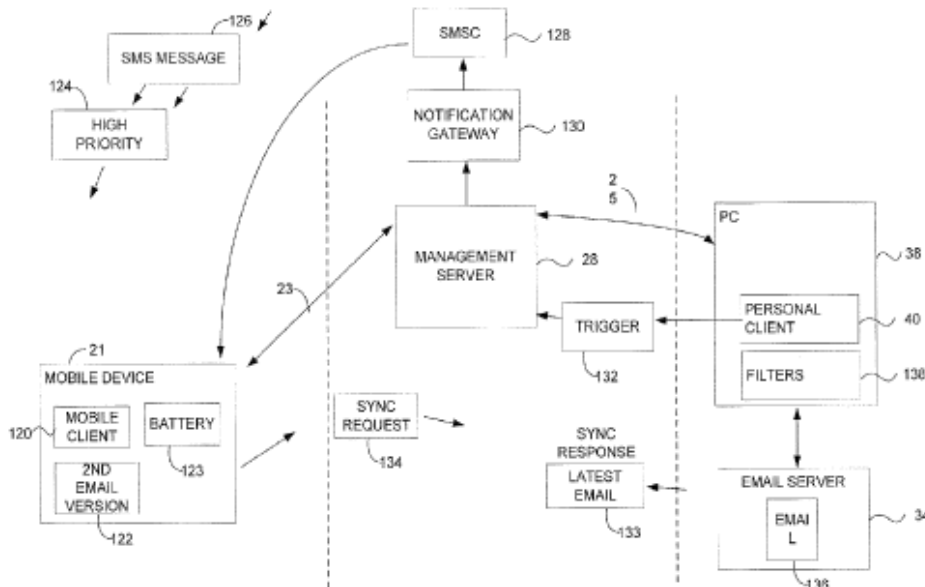 126
SMS MESSAGE
124
HIGH
PRIORITY
SMSC
128
NOTIFICATION
GATEWAY
130
2
5
MANAGEMENT
SERVER
28
23
PC
38
PERSONAL
CLIENT
40
FILTERS
138
TRIGGER
132
21
MOBILE DEVICE
MOBILE
CLIENT
120
BATTERY
123
2ND
EMAIL
VERSION
122
SYNC
REQUEST
134
SYNC
RESPONSE
LATEST
EMAIL
133
EMAIL SERVER
EMAI
L
34
136